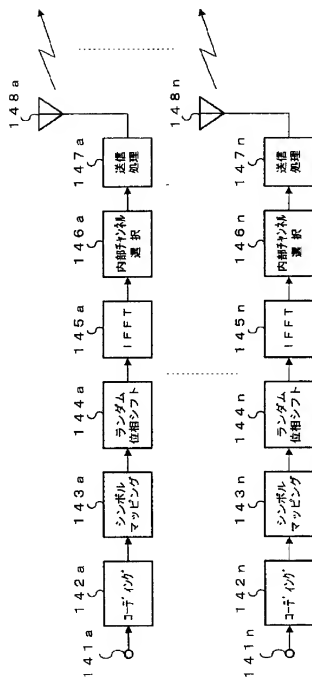 141a
142a
コーディング
143a
シンボル
マッピング
144a
ランダム
位相シフト
145a
IFFT
146a
内部チャンネル
選択
147a
送信
処理
148a
141n
142n
コーディング
143n
シンボル
マッピング
144n
ランダム
位相シフト
145n
IFFT
146n
内部チャンネル
選択
147n
送信
処理
148n